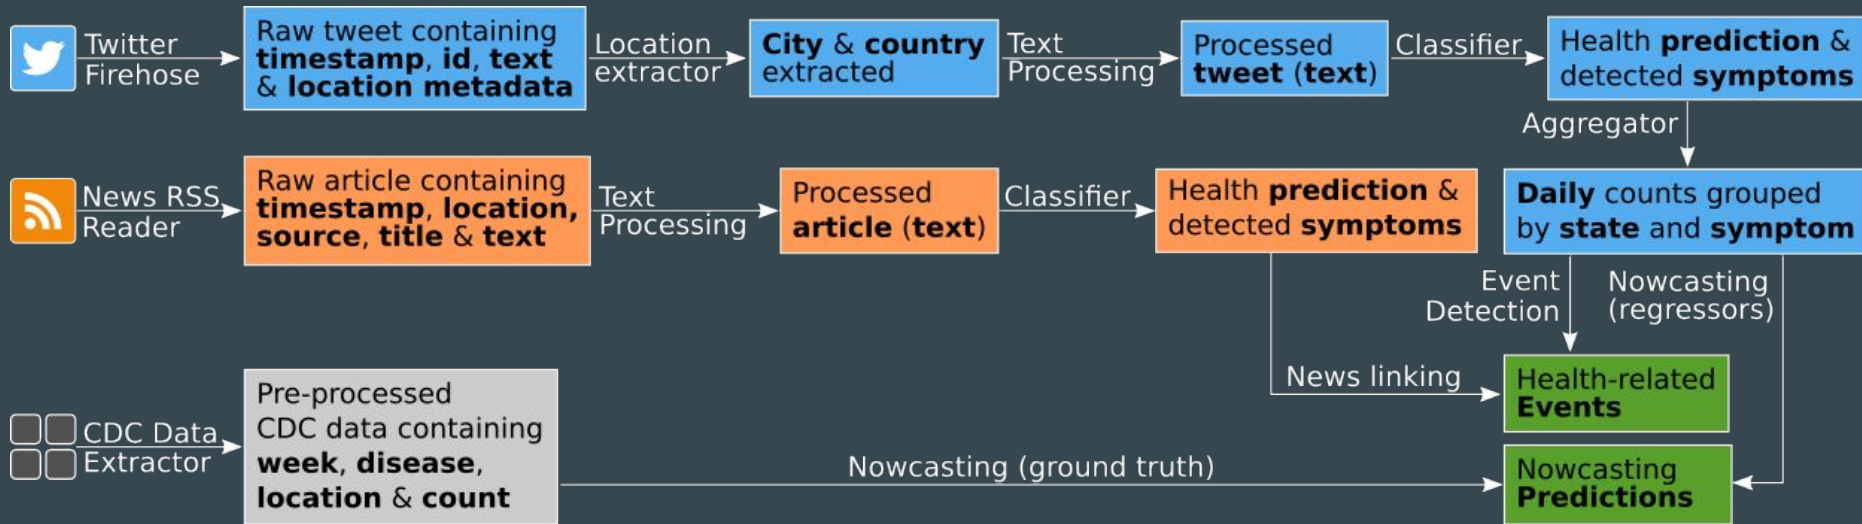 Twitter
Firehose
Raw tweet containing
timestamp, id, text
& location metadata
Location
extractor
City & country
extracted
Text
Processing
Processed
tweet (text)
Classifier
Health prediction &
detected symptoms
Aggregator
News RSS
Reader
Raw article containing
timestamp, location,
source, title & text
Text
Processing
Processed
article (text)
Classifier
Health prediction &
detected symptoms
Daily counts grouped
by state and symptom
Event
Detection
Nowcasting
(regressors)
News linking
Health-related
Events
CDC Data
Extractor
Pre-processed
CDC data containing
week, disease,
location & count
Nowcasting (ground truth)
Nowcasting
Predictions